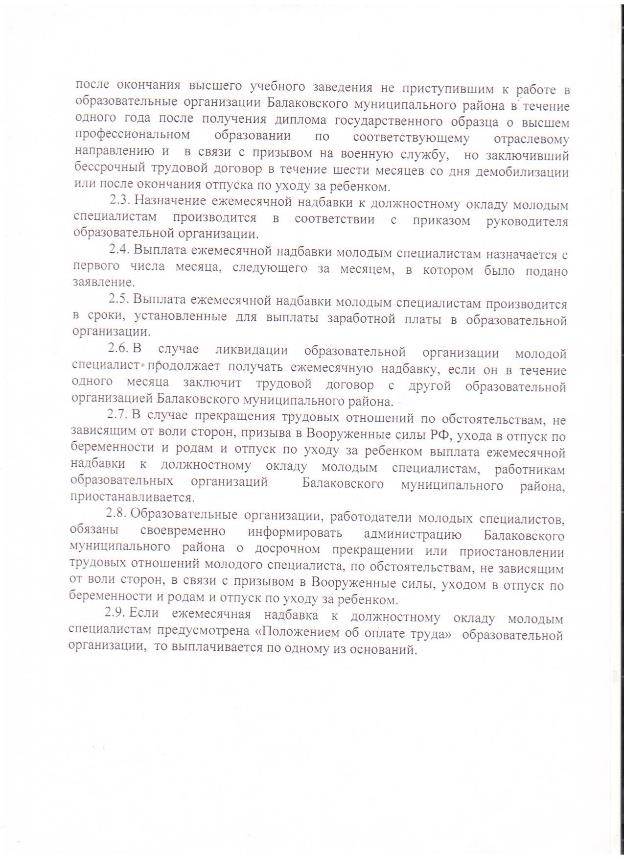 после окончания высшего учебного заведения не приступившим к работе в
образовательные организации Балаковского муниципального района в течение
одного года после получения диплома государственного образца о высшем
профессиональном образовании по соответствующему отраслевому
направлению и в связи с призывом на военную службу, но заключивший
бессрочный трудовой договор в течение шести месяцев со дня демобилизации
или после окончания отпуска по уходу за ребенком.
2.3. Назначение ежемесячной надбавки к должностному окладу молодым
специалистам производится в соответствии с приказом руководителя
образовательной организации.
2.4. Выплата ежемесячной надбавки молодым специалистам назначается с
первого числа месяца, следующего за месяцем, в котором было подано
заявление.
2.5. Выплата ежемесячной надбавки молодым специалистам производится
в сроки, установленные для выплаты заработной платы в образовательной
организации.
2.6. В случае ликвидации образовательной организации молодой
специалист продолжает получать ежемесячную надбавку, если он в течение
одного месяца заключит трудовой договор с другой образовательной
организацией Балаковского муниципального района.
2.7. В случае прекращения трудовых отношений по обстоятельствам, не
зависящим от воли сторон, призыва в Вооруженные силы РФ, ухода в отпуск по
беременности и родам и отпуск по уходу за ребенком выплата ежемесячной
надбавки к должностному окладу молодым специалистам, работникам
образовательных организаций Балаковского муниципального района,
приостанавливается.
2.8. Образовательные организации, работодатели молодых специалистов,
обязаны своевременно информировать администрацию Балаковского
муниципального района о досрочном прекращении или приостановлении
трудовых отношений молодого специалиста, по обстоятельствам, не зависящим
от воли сторон, в связи с призывом в Вооруженные силы, уходом в отпуск по
беременности и родам и отпуск по уходу за ребенком.
2.9. Если ежемесячная надбавка к должностному окладу молодым
специалистам предусмотрена «Положением об оплате труда» образовательной
организации, то выплачивается по одному из оснований.